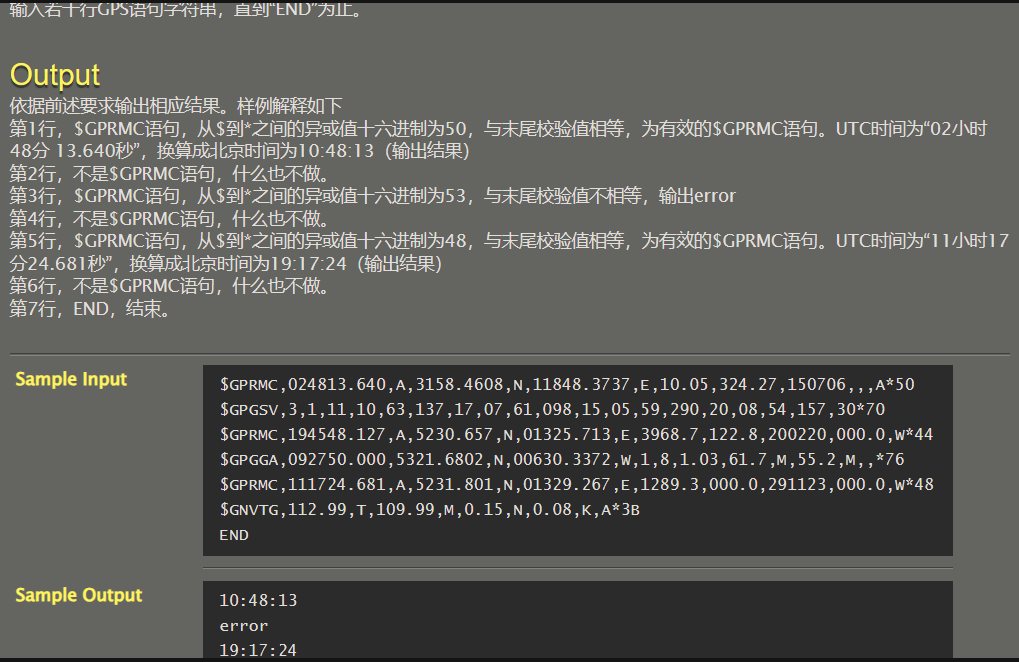 输入若干行GPS语句字符串，直到“END”为止。
Output
依据前述要求输出相应结果。样例解释如下
第1行，$GPRMC语句，从$到*之间的异或值十六进制为50，与末尾校验值相等，为有效的$GPRMC语句。UTC时间为“02小时
48分 13.640秒”，换算成北京时间为10:48:13（输出结果）
第2行，不是$GPRMC语句，什么也不做。
第3行，$GPRMC语句，从$到*之间的异或值十六进制为53，与末尾校验值不相等，输出error
第4行，不是$GPRMC语句，什么也不做。
第5行，$GPRMC语句，从$到*之间的异或值十六进制为48，与末尾校验值相等，为有效的$GPRMC语句。UTC时间为“11小时17
分24.681秒”，换算成北京时间为19:17:24（输出结果）
第6行，不是$GPRMC语句，什么也不做。
第7行，END，结束。
Sample Input
$GPRMC,024813.640,A,3158.4608,N,11848.3737,E,10.05,324.27,150706,,,A*50
$GPGSV,3,1,11,10,63,137,17,07,61,098,15,05,59,290,20,08,54,157,30*70
$GPRMC,194548.127,A,5230.657,N,01325.713,E,3968.7,122.8,200220,000.0,W*44
$GPGGA,092750.000,5321.6802,N,00630.3372,W,1,8,1.03,61.7,M,55.2,M,,*76
$GPRMC,111724.681,A,5231.801,N,01329.267,E,1289.3,000.0,291123,000.0,W*48
$GNVTG,112.99,T,109.99,M,0.15,N,0.08,K,A*3B
END
Sample Output
10:48:13
error
19:17:24